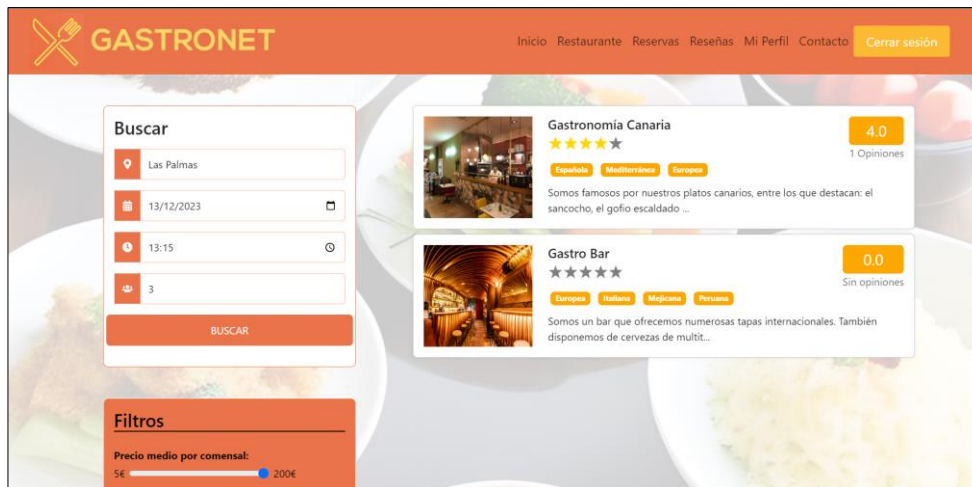 GASTRONET
Inicio Restaurante Reservas Reseñas Mi Perfil Contacto Cerrar sesión
Buscar
Las Palmas
13/12/2023
13:15
3
BUSCAR
Filtros
Precio medio por comensal:
5€ 200€
Gastronomía Canaria
4.0
1 Opiniones
Española Mediterránea Europea
Somos famosos por nuestros platos canarios, entre los que destacan: el
sancocho, el gofio escaldado ...
Gastro Bar
0.0
Sin opiniones
Europea Italiana Mejicana Peruana
Somos un bar que ofrecemos numerosas tapas internacionales. También
disponemos de cervezas de multit...